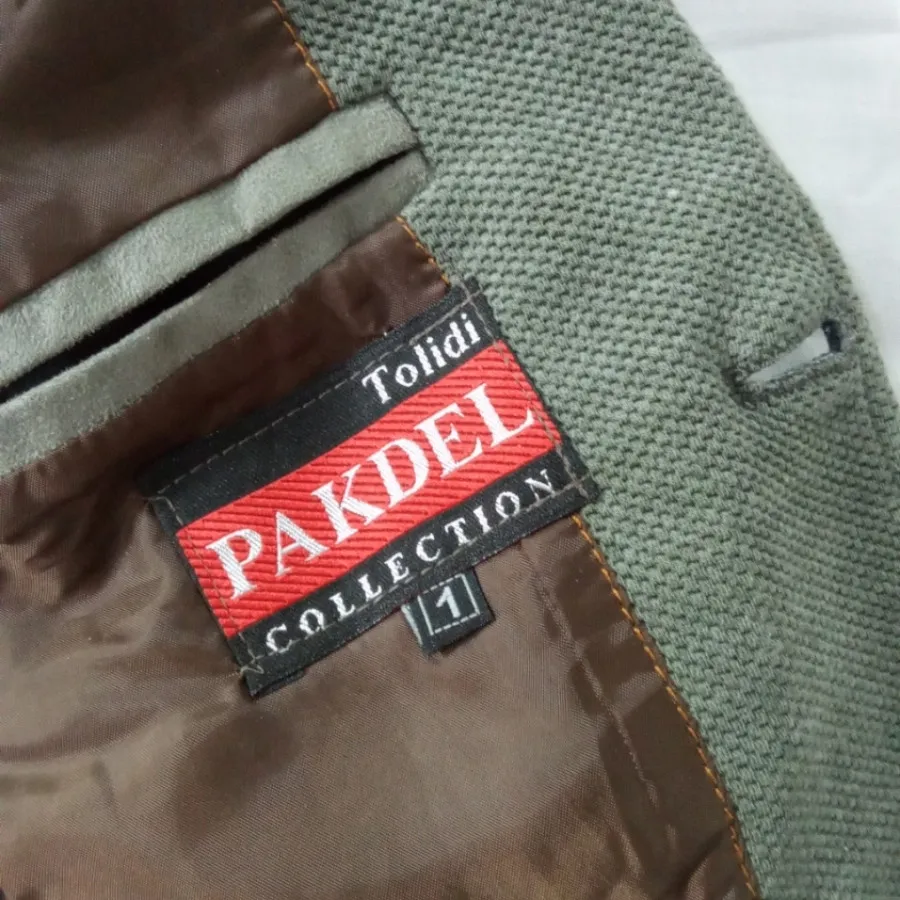 Tolidi
PAKDEL
COLLECTION
1